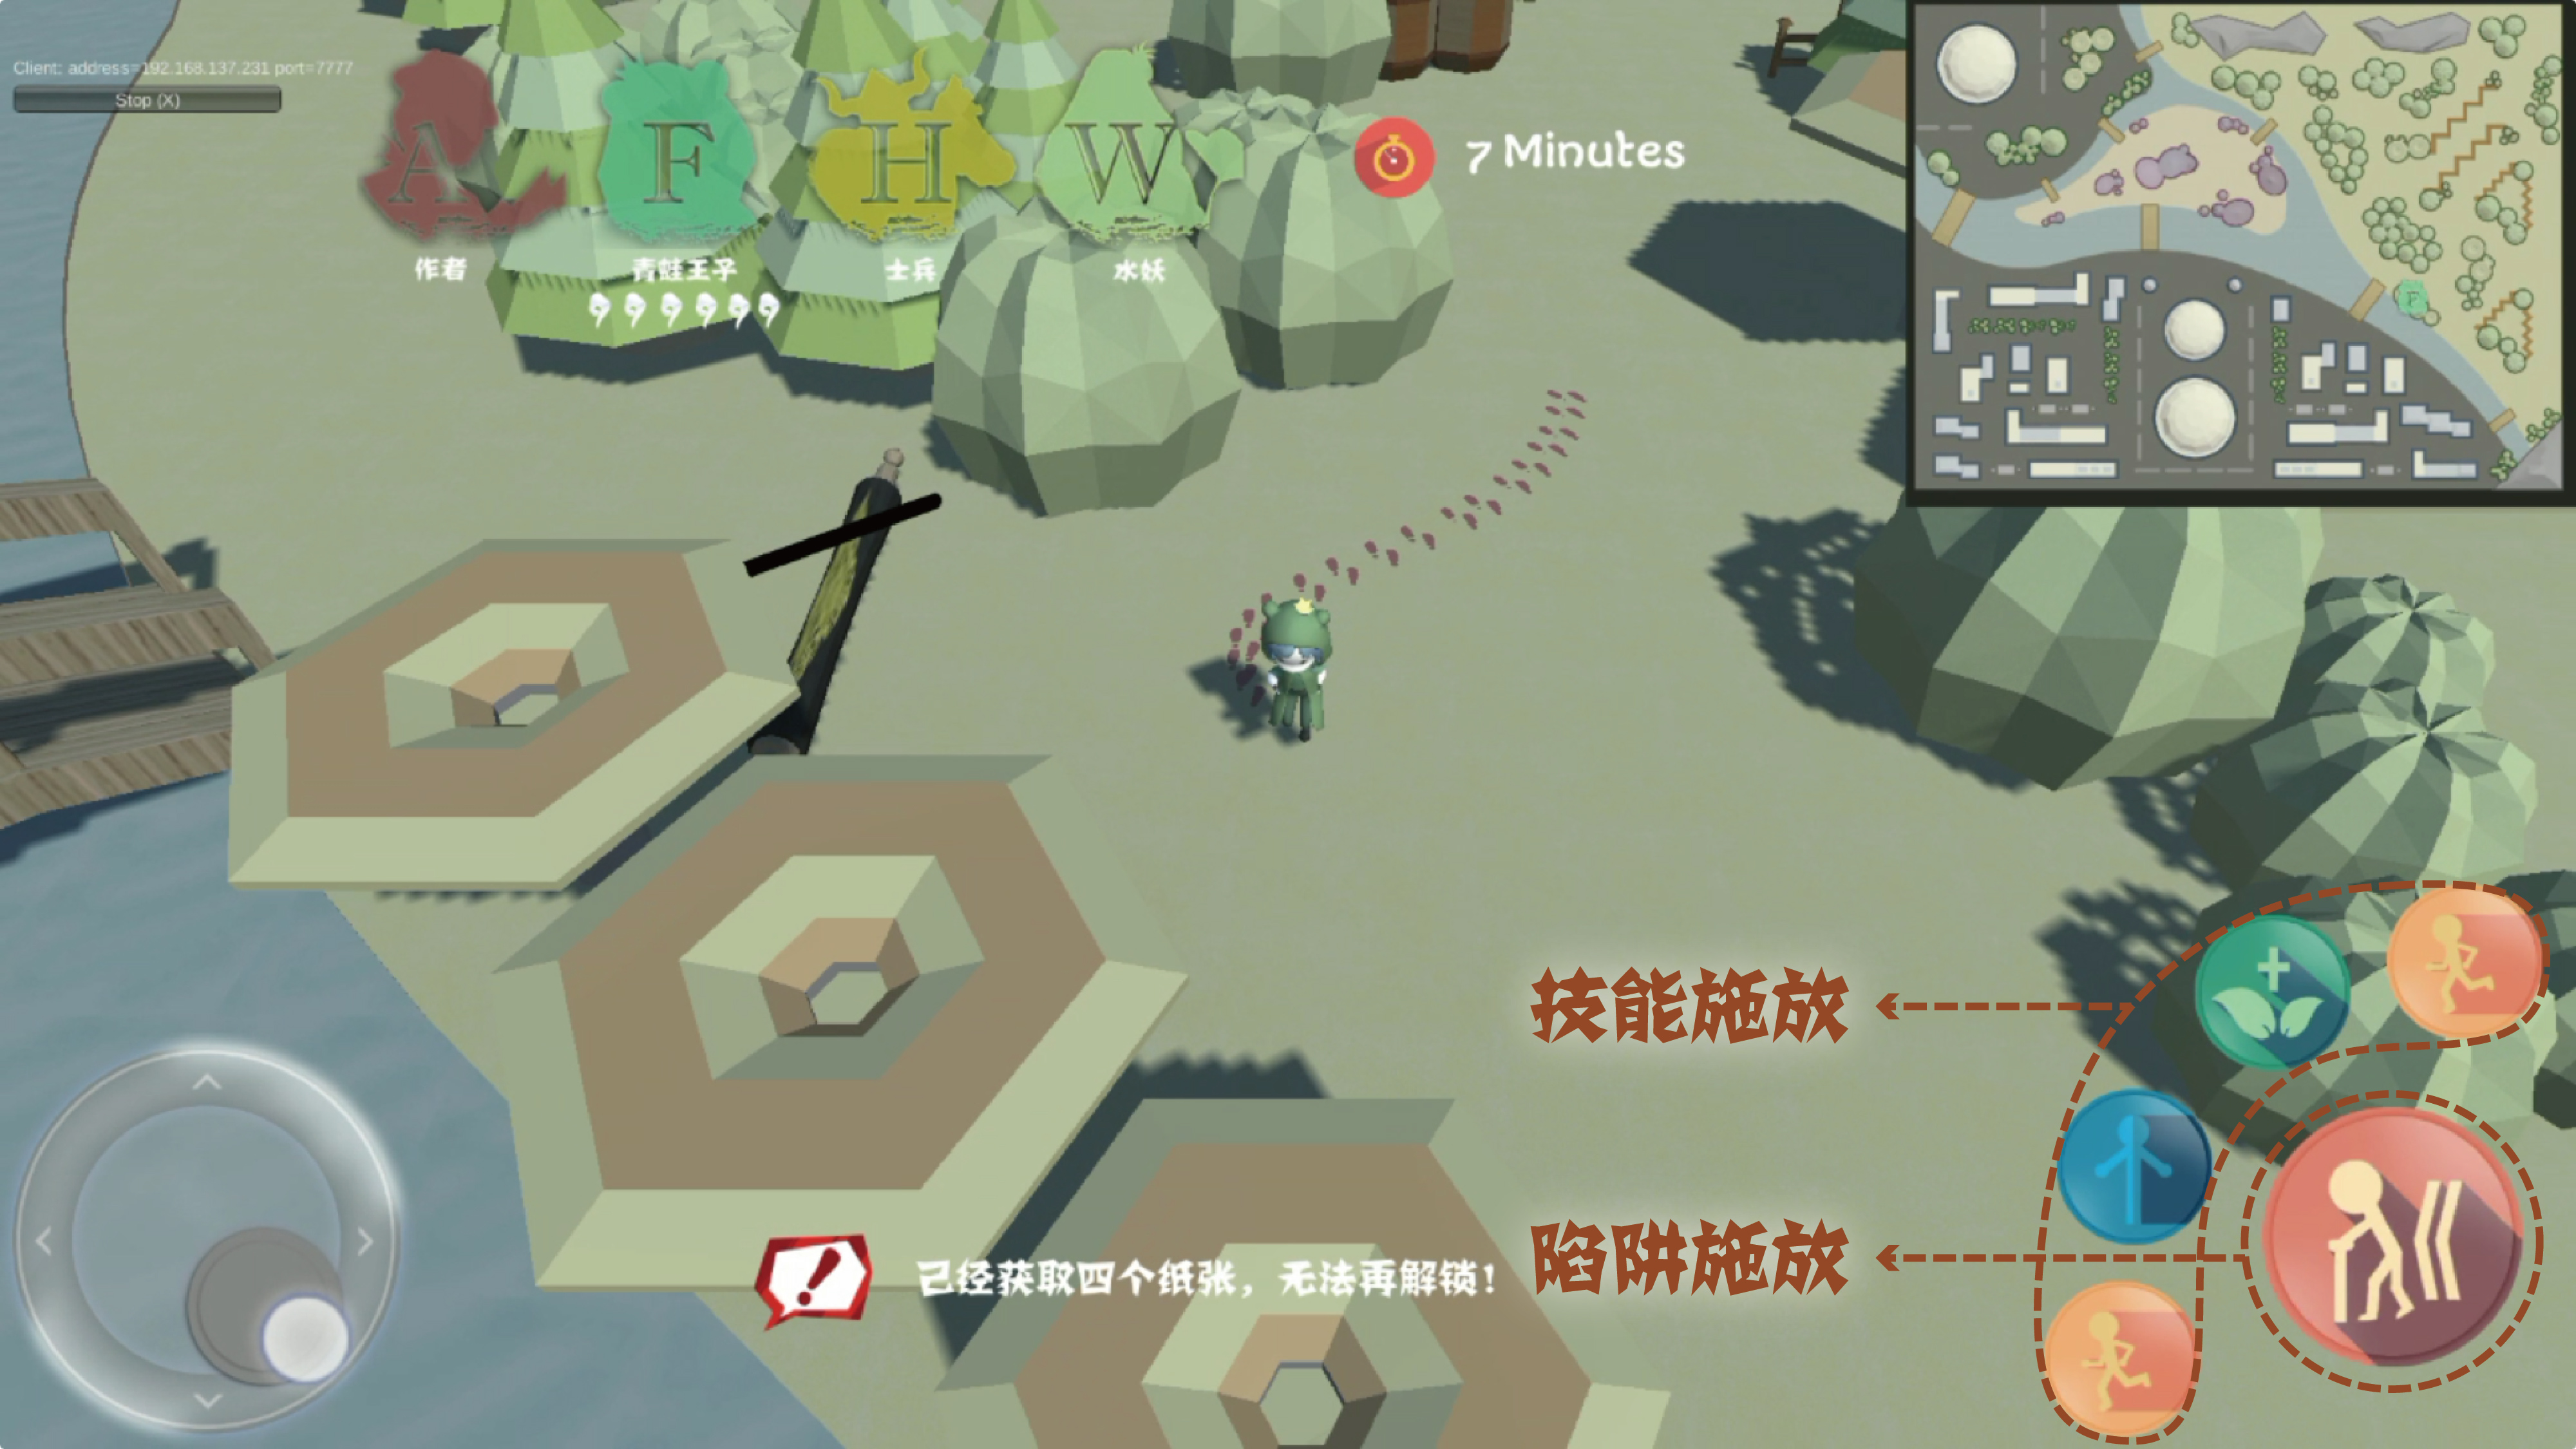 Client: address=192.168.137.231 port=7777
Stop (X)
A
F
H
W
作者
青蛙王子
士兵
水妖
7 Minutes
F
技能施放
陷阱施放
已经获取四个纸张，无法再解锁！